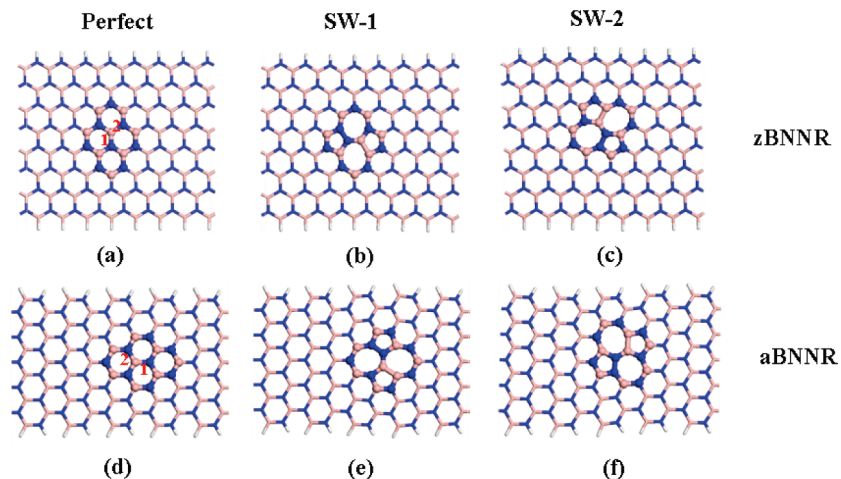 Perfect SW-1 SW-2
2
1
zBNNR
(a) (b) (c)
2
1
aBNNR
(d) (e) (f)